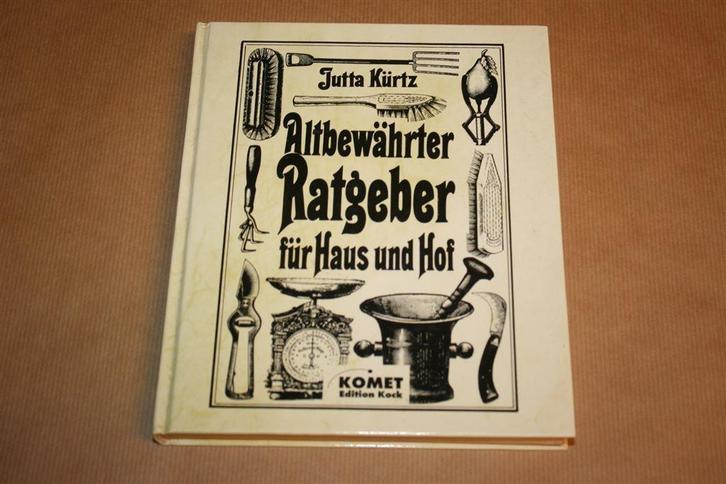 Jutta Kürtz
Altbewährter
Ratgeber
für Haus und Hof
KOMET
Edition Kock